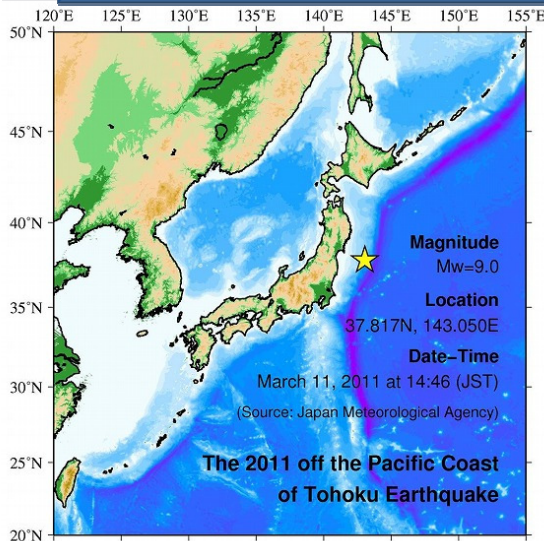 120°E 125°E 130°E 135°E 140°E 145°E 150°E 155°E
50°N
45°N
40°N
Magnitude
Mw=9.0
Location
35°N
37.817N, 143.050E
Date−Time
March 11, 2011 at 14:46 (JST)
30°N
(Source: Japan Meteorological Agency)
The 2011 off the Pacific Coast
25°N
of Tohoku Earthquake
20°N